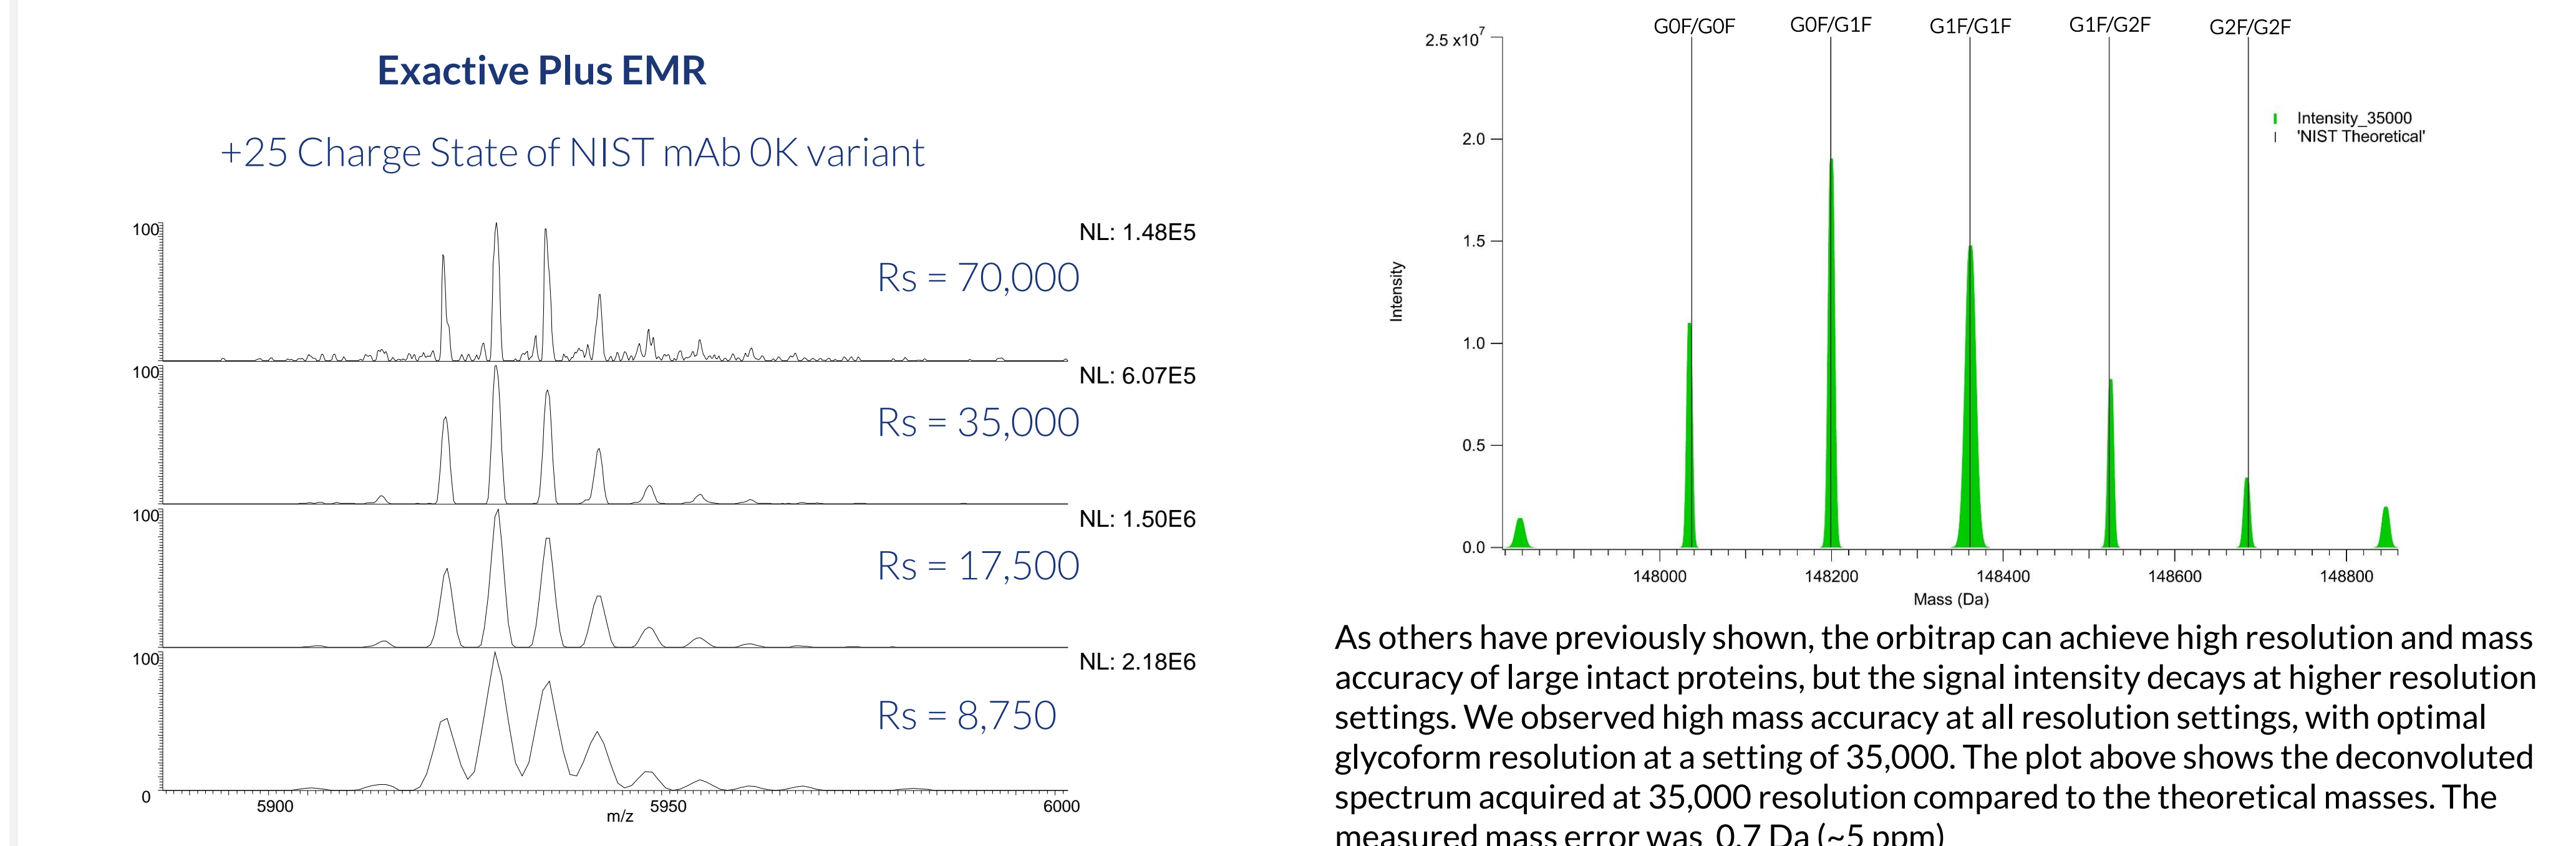 Exactive Plus EMR
+25 Charge State of NIST mAb 0K variant
100
NL: 1.48E5
Rs = 70,000
100
NL: 6.07E5
Rs = 35,000
100
NL: 1.50E6
Rs = 17,500
100
NL: 2.18E6
Rs = 8,750
0
5900 5950 6000
m/z
G0F/G0F G0F/G1F G1F/G1F G1F/G2F G2F/G2F
2.5 x10⁷
Intensity_35000
'NIST Theoretical'
2.0
1.5
Intensity
1.0
0.5
0.0
148000 148200 148400 148600 148800
Mass (Da)
As others have previously shown, the orbitrap can achieve high resolution and mass
accuracy of large intact proteins, but the signal intensity decays at higher resolution
settings. We observed high mass accuracy at all resolution settings, with optimal
glycoform resolution at a setting of 35,000. The plot above shows the deconvoluted
spectrum acquired at 35,000 resolution compared to the theoretical masses. The
measured mass error was 0.7 Da (~5 ppm)